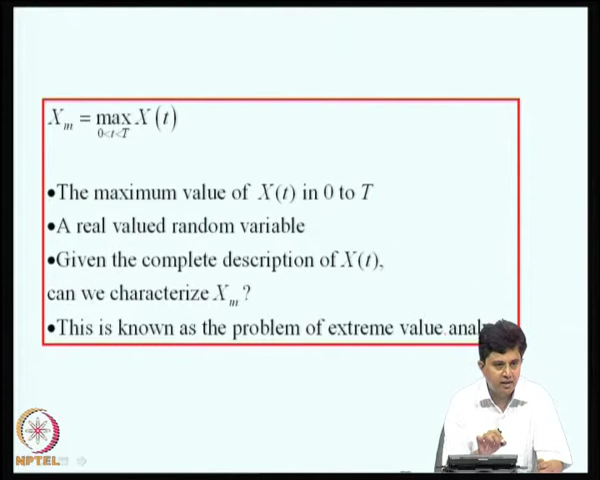 X_m = max X(t)
0<t<T
•The maximum value of X(t) in 0 to T
•A real valued random variable
•Given the complete description of X(t),
can we characterize X_m ?
•This is known as the problem of extreme value
NPTEL